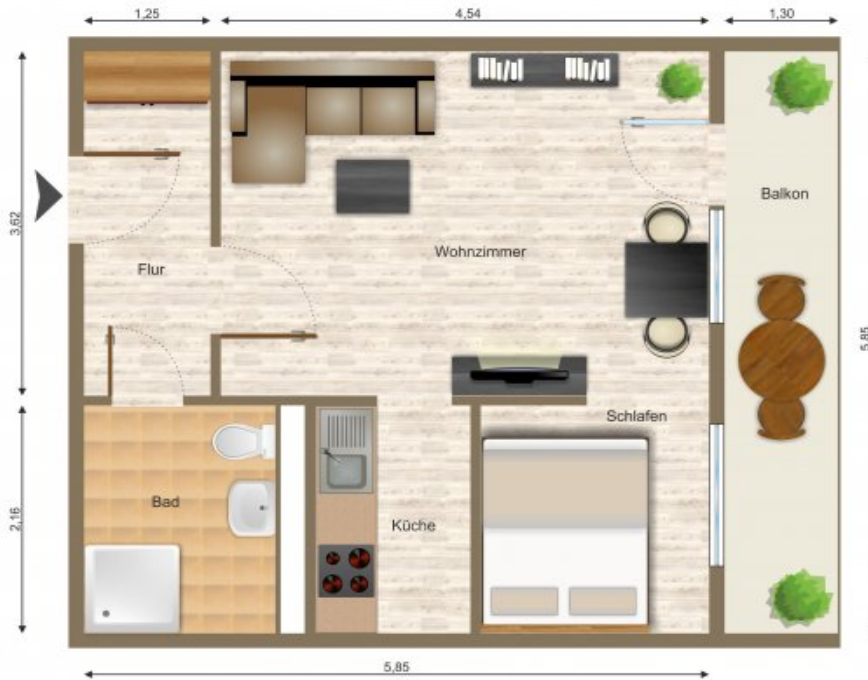 1,25
4,54
1,30
3,62
Balkon
Wohnzimmer
Flur
5,85
Schlafen
Bad
2,16
Küche
5,85